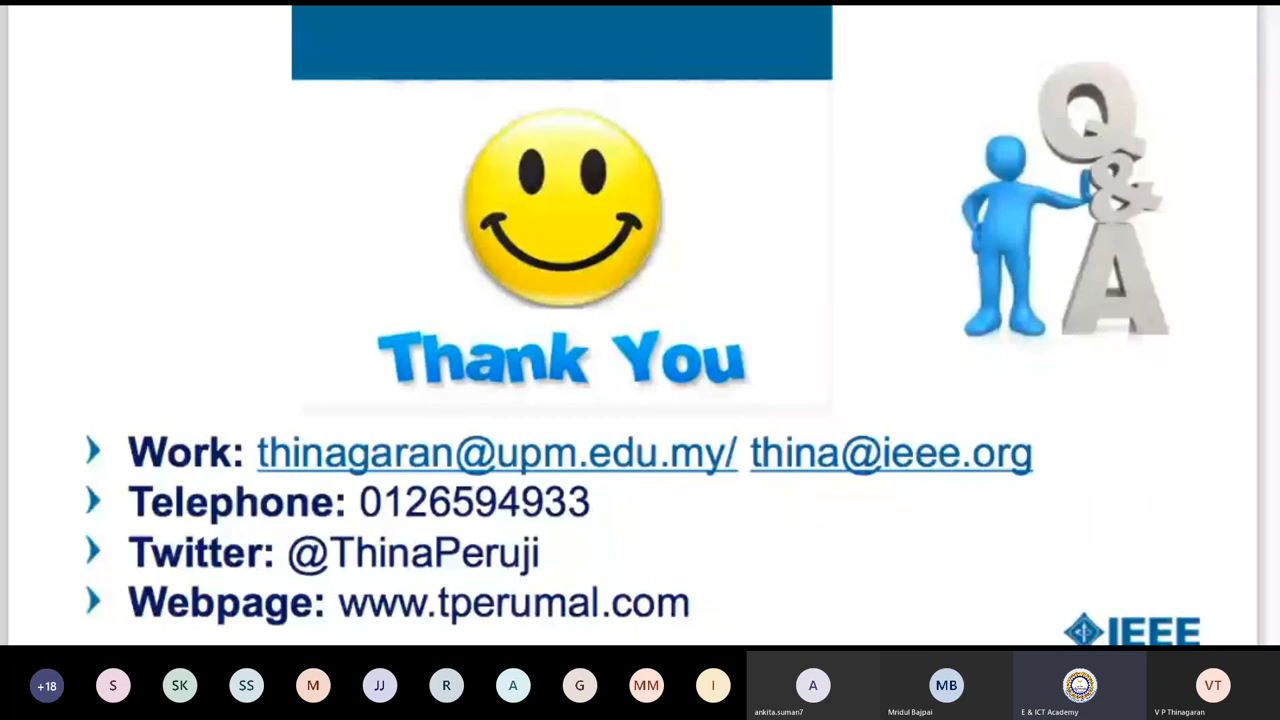 Q
&
A
Thank You
Work: thinagaran@upm.edu.my/ thina@ieee.org
Telephone: 0126594933
Twitter: @ThinaPeruji
Webpage: www.tperumal.com
IEEE
+18 S SK SS M JJ R A G MM I A MB VT
ankita.suman7 Mridul Bajpai E & ICT Academy V P Thinagaran